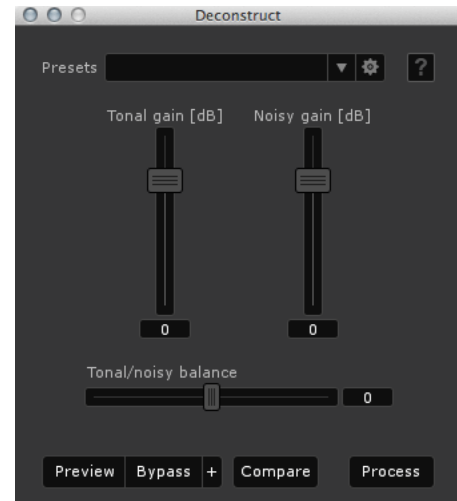 Deconstruct
Presets ?
Tonal gain [dB] Noisy gain [dB]
0 0
Tonal/noisy balance
0
Preview Bypass + Compare Process